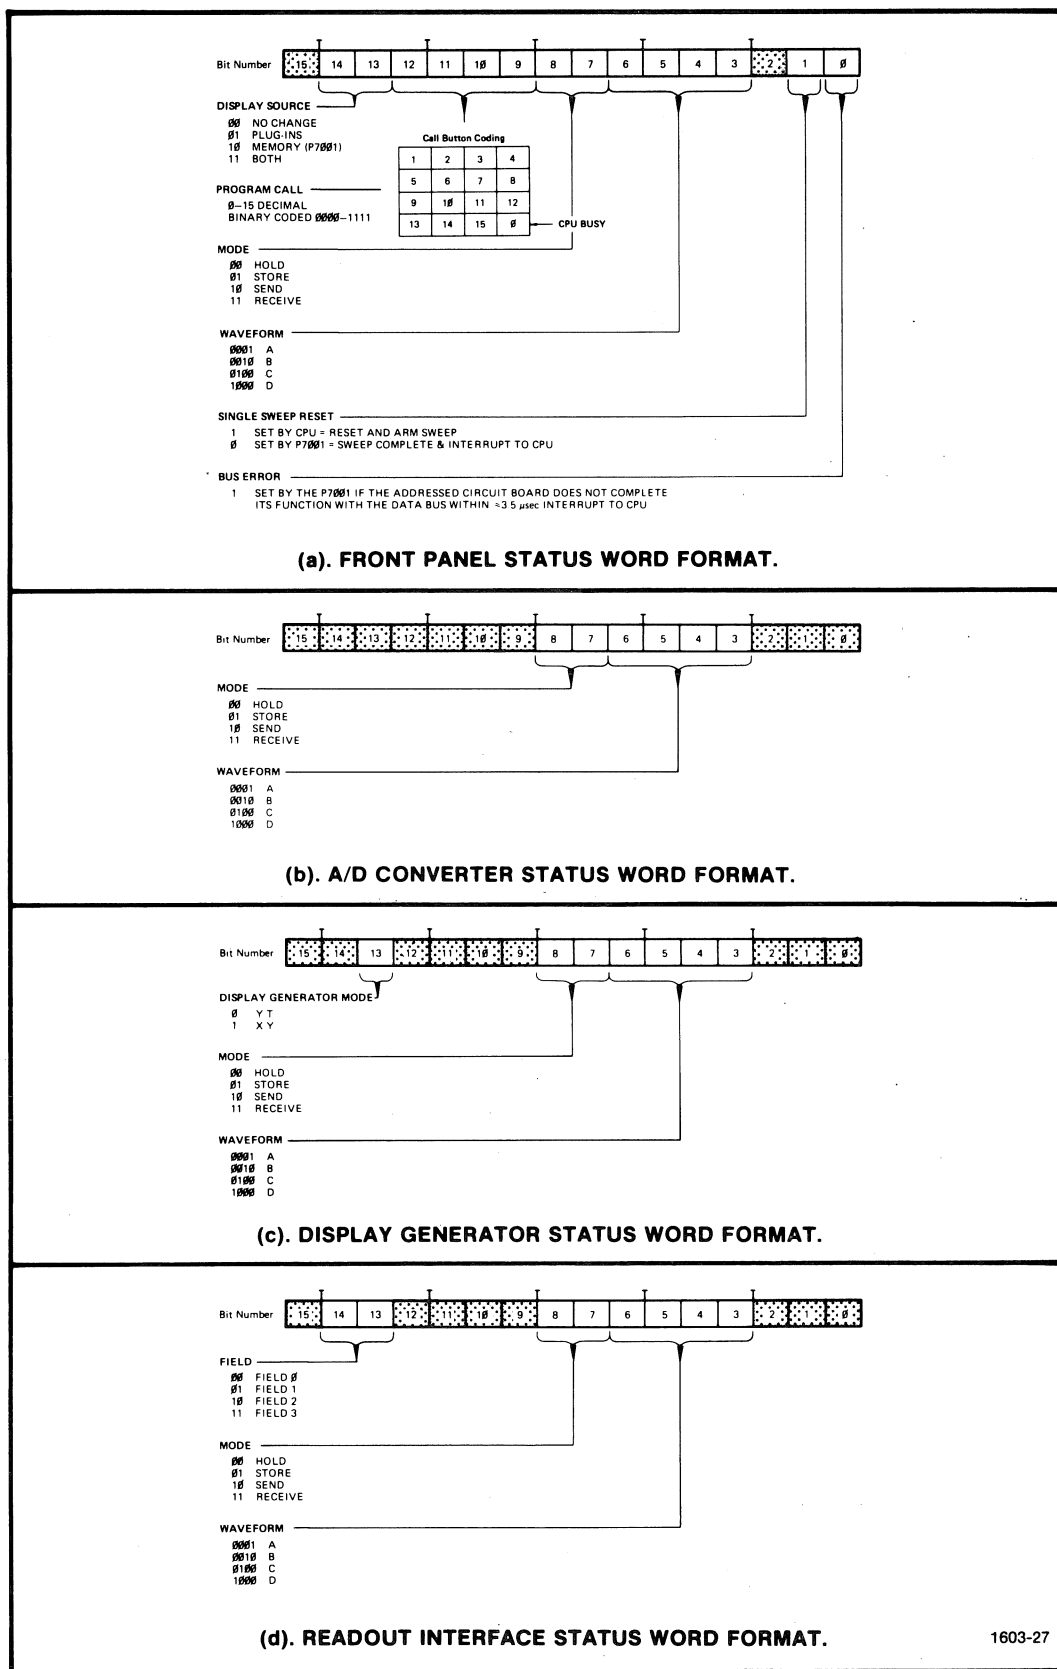 Bit Number 15 14 13 12 11 10 9 8 7 6 5 4 3 2 1 0
DISPLAY SOURCE
00 NO CHANGE
01 PLUG-INS
10 MEMORY (P7001)
11 BOTH
Call Button Coding
1 2 3 4
5 6 7 8
9 10 11 12
13 14 15 0
CPU BUSY
PROGRAM CALL
0–15 DECIMAL
BINARY CODED 0000–1111
MODE
00 HOLD
01 STORE
10 SEND
11 RECEIVE
WAVEFORM
0001 A
0010 B
0100 C
1000 D
SINGLE SWEEP RESET
1 SET BY CPU = RESET AND ARM SWEEP
0 SET BY P7001 = SWEEP COMPLETE & INTERRUPT TO CPU
BUS ERROR
1 SET BY THE P7001 IF THE ADDRESSED CIRCUIT BOARD DOES NOT COMPLETE
ITS FUNCTION WITH THE DATA BUS WITHIN ≈3 5 µsec INTERRUPT TO CPU
(a). FRONT PANEL STATUS WORD FORMAT.
Bit Number 15 14 13 12 11 10 9 8 7 6 5 4 3 2 1 0
MODE
00 HOLD
01 STORE
10 SEND
11 RECEIVE
WAVEFORM
0001 A
0010 B
0100 C
1000 D
(b). A/D CONVERTER STATUS WORD FORMAT.
Bit Number 15 14 13 12 11 10 9 8 7 6 5 4 3 2 1 0
DISPLAY GENERATOR MODE
0 Y T
1 X Y
MODE
00 HOLD
01 STORE
10 SEND
11 RECEIVE
WAVEFORM
0001 A
0010 B
0100 C
1000 D
(c). DISPLAY GENERATOR STATUS WORD FORMAT.
Bit Number 15 14 13 12 11 10 9 8 7 6 5 4 3 2 1 0
FIELD
00 FIELD 0
01 FIELD 1
10 FIELD 2
11 FIELD 3
MODE
00 HOLD
01 STORE
10 SEND
11 RECEIVE
WAVEFORM
0001 A
0010 B
0100 C
1000 D
(d). READOUT INTERFACE STATUS WORD FORMAT.
1603-27